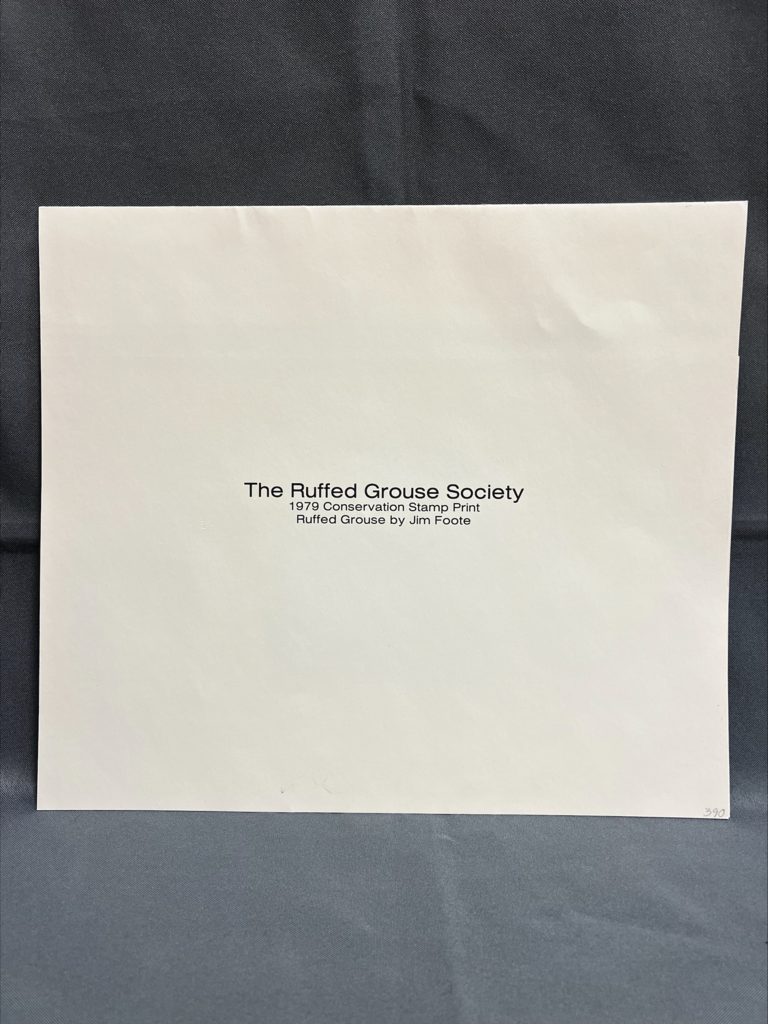 The Ruffed Grouse Society
1979 Conservation Stamp Print
Ruffed Grouse by Jim Foote
390